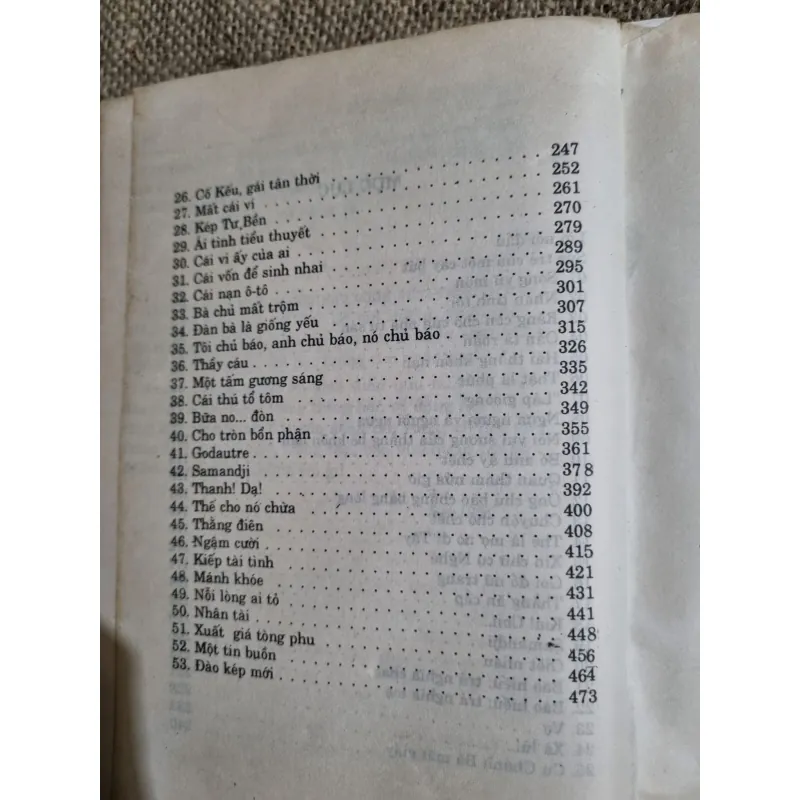 26. Cô Kếu, gái tân thời 247
27. Mất cái ví 252
28. Kép Tư Bền 261
29. Ái tình tiểu thuyết 270
30. Cái ví ấy của ai 279
31. Cái vốn để sinh nhai 289
32. Cái nạn ô-tô 295
33. Bà chủ mất trộm 301
34. Đàn bà là giống yếu 307
35. Tôi chủ báo, anh chủ báo, nó chủ báo 315
36. Thầy cáu 326
37. Một tấm gương sáng 335
38. Cái thú tổ tôm 342
39. Bữa no... đòn 349
40. Cho tròn bổn phận 355
41. Godautre 361
42. Samandji 378
43. Thanh! Dạ! 392
44. Thế cho nó chừa 400
45. Thằng điên 408
46. Ngậm cười 415
47. Kiếp tài tình 421
48. Mánh khóe 431
49. Nỗi lòng ai tỏ 441
50. Nhân tài 448
51. Xuất giá tòng phu 456
52. Một tin buồn 464
53. Đào kép mới 473